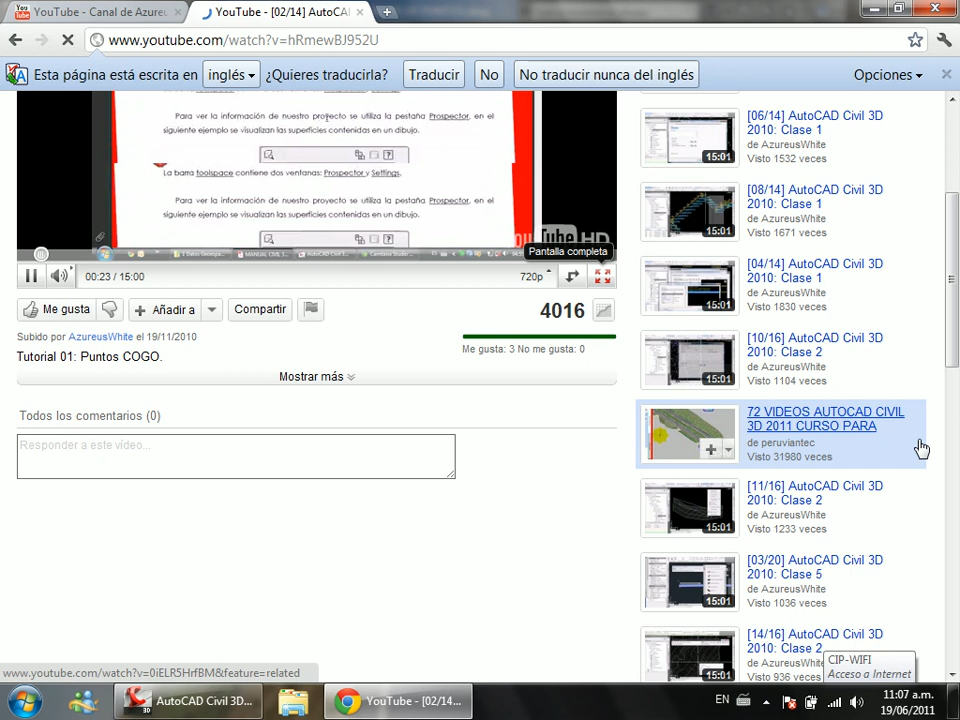 YouTube - Canal de Azureu
YouTube - [02/14] AutoCA
www.youtube.com/watch?v=hRmewBJ952U
Esta página está escrita en inglés ¿Quieres traducirla? Traducir No No traducir nunca del inglés Opciones
Para ver la información de nuestro proyecto se utiliza la pestaña Prospector, en el
siguiente ejemplo se visualizan las superficies contenidas en un dibujo.
La barra toolspace contiene dos ventanas: Prospector y Settings.
Para ver la información de nuestro proyecto se utiliza la pestaña Prospector, en el
siguiente ejemplo se visualizan las superficies contenidas en un dibujo.
YouTube HD
Pantalla completa
00:23 / 15:00
720p
Me gusta
Añadir a
Compartir
4016
Subido por AzureusWhite el 19/11/2010
Me gusta: 3 No me gusta: 0
Tutorial 01: Puntos COGO.
Mostrar más
Todos los comentarios (0)
Responder a este vídeo...
15:01
[06/14] AutoCAD Civil 3D
2010: Clase 1
de AzureusWhite
Visto 1532 veces
15:01
[08/14] AutoCAD Civil 3D
2010: Clase 1
de AzureusWhite
Visto 1671 veces
15:01
[04/14] AutoCAD Civil 3D
2010: Clase 1
de AzureusWhite
Visto 1830 veces
15:01
[10/16] AutoCAD Civil 3D
2010: Clase 2
de AzureusWhite
Visto 1104 veces
72 VIDEOS AUTOCAD CIVIL
3D 2011 CURSO PARA
de peruviantec
Visto 31980 veces
15:01
[11/16] AutoCAD Civil 3D
2010: Clase 2
de AzureusWhite
Visto 1233 veces
15:01
[03/20] AutoCAD Civil 3D
2010: Clase 5
de AzureusWhite
Visto 1036 veces
15:01
[14/16] AutoCAD Civil 3D
2010: Clase 2
de AzureusWhite
Visto 936 veces
CIP-WIFI
Acceso a Internet
www.youtube.com/watch?v=0iELR5HrfBM&feature=related
AutoCAD Civil 3D...
YouTube - [02/14...
EN
11:07 a.m.
19/06/2011